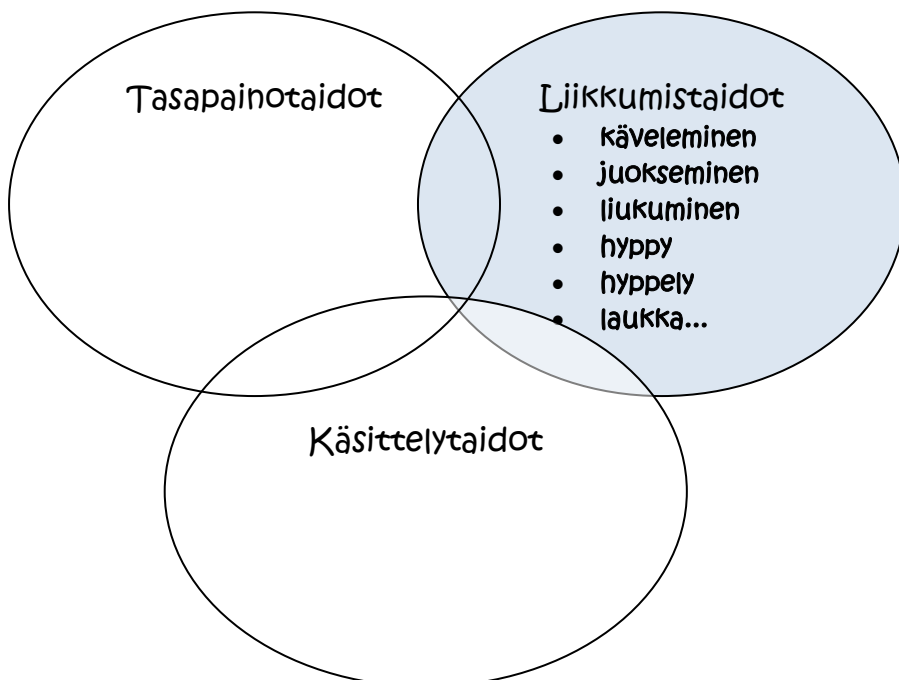 Tasapainotaidot
Liikkumistaidot
• käveleminen
• juokseminen
• liukuminen
• hyppy
• hyppely
• laukka...
Käsittelytaidot